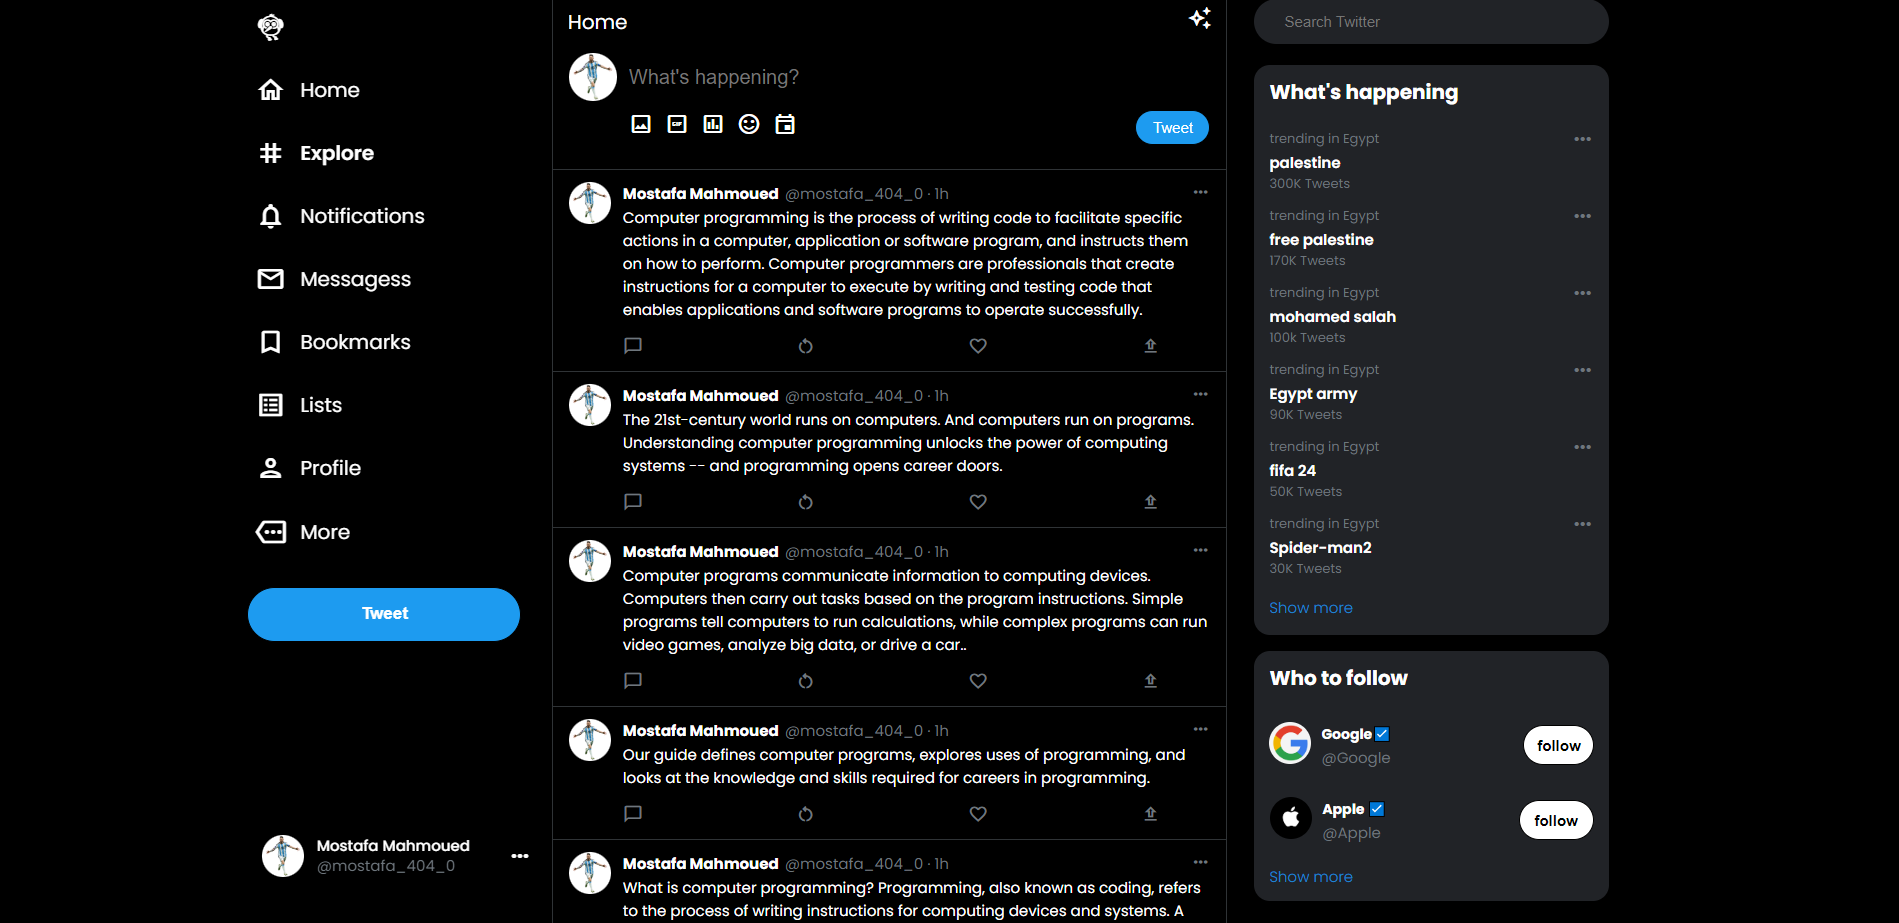 Home
Explore
Notifications
Messagess
Bookmarks
Lists
Profile
More
Tweet
Mostafa Mahmoued
@mostafa_404_0
Home
What's happening?
GIF
Tweet
Mostafa Mahmoued @mostafa_404_0 · 1h
Computer programming is the process of writing code to facilitate specific
actions in a computer, application or software program, and instructs them
on how to perform. Computer programmers are professionals that create
instructions for a computer to execute by writing and testing code that
enables applications and software programs to operate successfully.
Mostafa Mahmoued @mostafa_404_0 · 1h
The 21st-century world runs on computers. And computers run on programs.
Understanding computer programming unlocks the power of computing
systems -- and programming opens career doors.
Mostafa Mahmoued @mostafa_404_0 · 1h
Computer programs communicate information to computing devices.
Computers then carry out tasks based on the program instructions. Simple
programs tell computers to run calculations, while complex programs can run
video games, analyze big data, or drive a car..
Mostafa Mahmoued @mostafa_404_0 · 1h
Our guide defines computer programs, explores uses of programming, and
looks at the knowledge and skills required for careers in programming.
Mostafa Mahmoued @mostafa_404_0 · 1h
What is computer programming? Programming, also known as coding, refers
to the process of writing instructions for computing devices and systems. A
Search Twitter
What's happening
trending in Egypt
palestine
300K Tweets
trending in Egypt
free palestine
170K Tweets
trending in Egypt
mohamed salah
100k Tweets
trending in Egypt
Egypt army
90K Tweets
trending in Egypt
fifa 24
50K Tweets
trending in Egypt
Spider-man2
30K Tweets
Show more
Who to follow
Google
@Google
follow
Apple
@Apple
follow
Show more